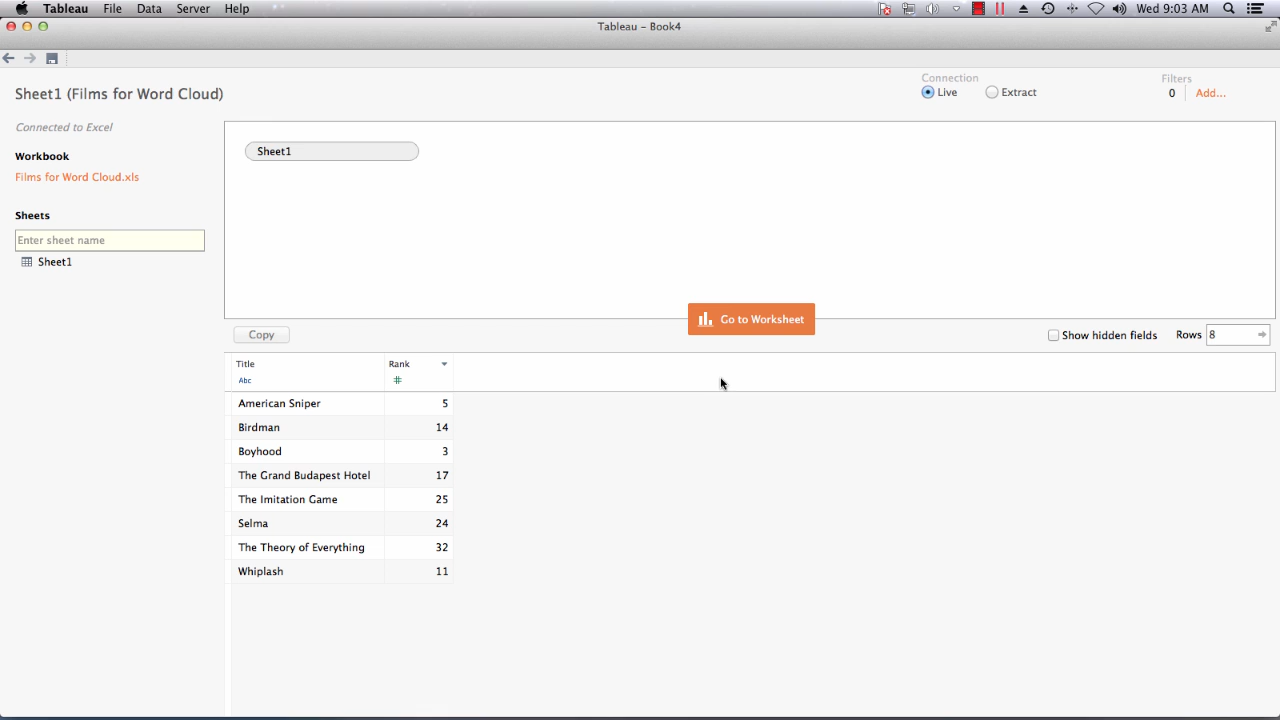 Tableau File Data Server Help Wed 9:03 AM
Tableau - Book4
Sheet1 (Films for Word Cloud)
Connection
Live Extract
Filters
0 Add...
Connected to Excel
Workbook
Films for Word Cloud.xls
Sheets
Enter sheet name
Sheet1
Sheet1
Go to Worksheet
Copy
Show hidden fields Rows 8
Title Rank
Abc #
American Sniper 5
Birdman 14
Boyhood 3
The Grand Budapest Hotel 17
The Imitation Game 25
Selma 24
The Theory of Everything 32
Whiplash 11